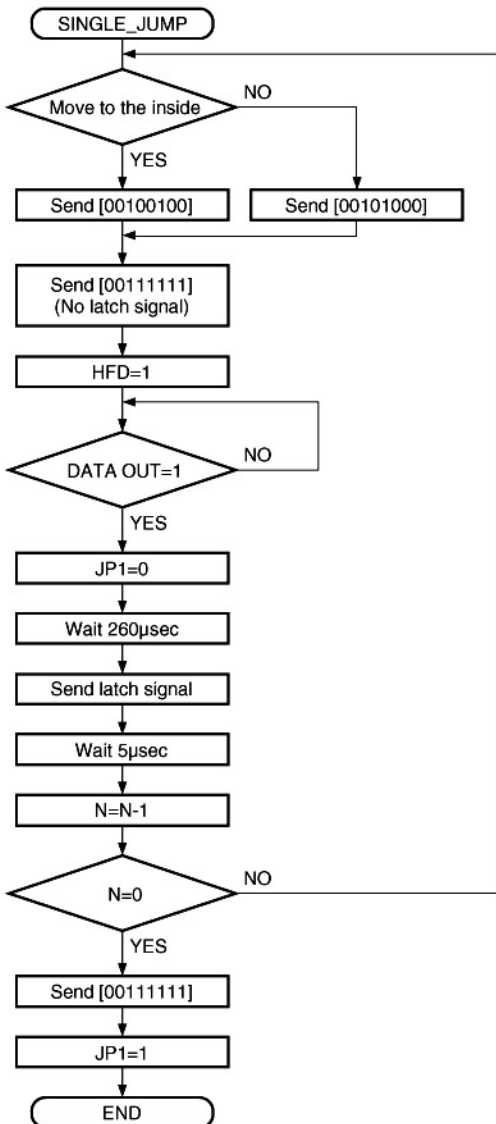 SINGLE_JUMP
Move to the inside
NO
YES
Send [00100100]
Send [00101000]
Send [00111111]
(No latch signal)
HFD=1
DATA OUT=1
NO
YES
JP1=0
Wait 260µsec
Send latch signal
Wait 5µsec
N=N-1
N=0
NO
YES
Send [00111111]
JP1=1
END